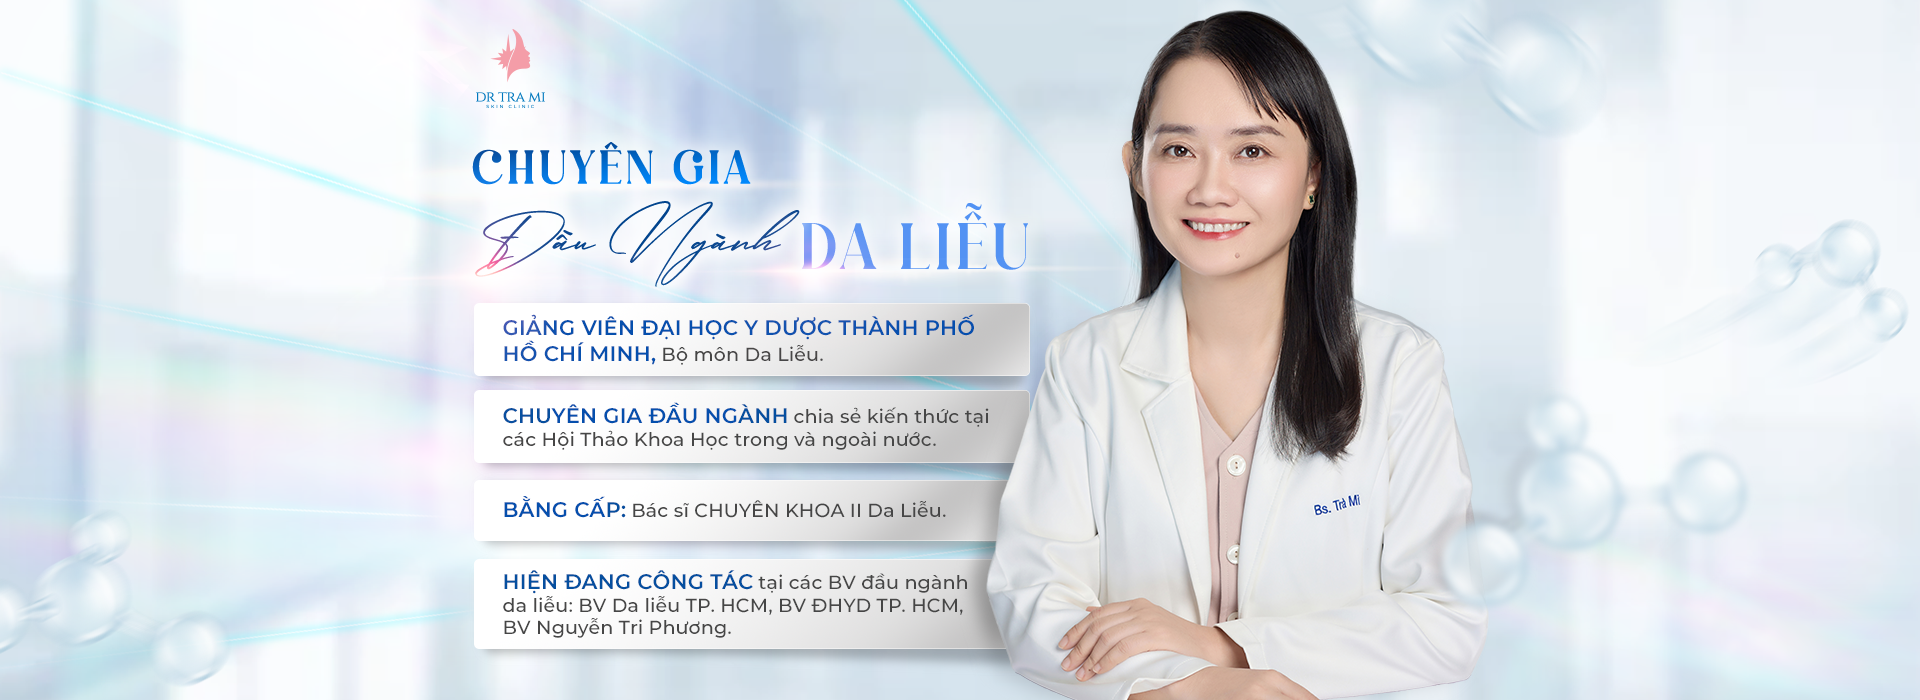 DR TRA MI
SKIN CLINIC
CHUYÊN GIA
Đầu Ngành DA LIỄU
GIẢNG VIÊN ĐẠI HỌC Y DƯỢC THÀNH PHỐ
HỒ CHÍ MINH, Bộ môn Da Liễu.
CHUYÊN GIA ĐẦU NGÀNH chia sẻ kiến thức tại
các Hội Thảo Khoa Học trong và ngoài nước.
BẰNG CẤP: Bác sĩ CHUYÊN KHOA II Da Liễu.
HIỆN ĐANG CÔNG TÁC tại các BV đầu ngành
da liễu: BV Da liễu TP. HCM, BV ĐHYD TP. HCM,
BV Nguyễn Tri Phương.
Bs. Trà Mi